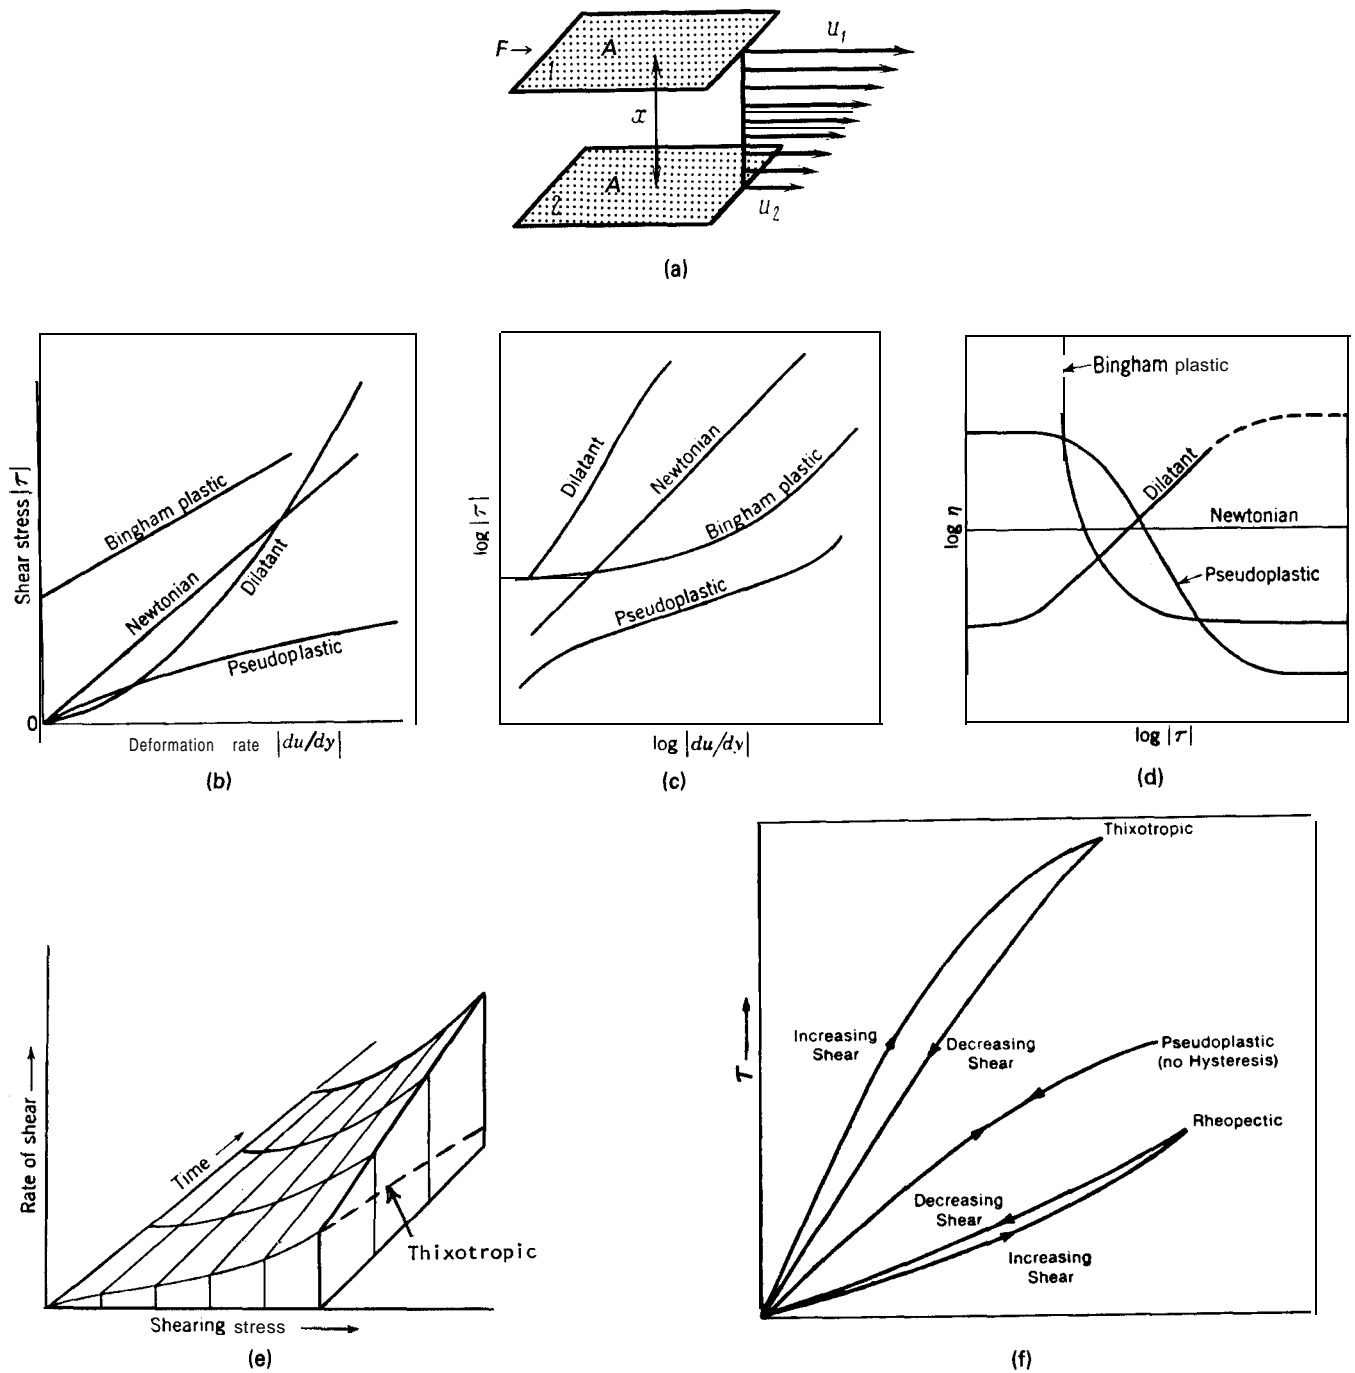 F→
A
1
u₁
x
A
2
u₂
(a)
Shear stress |τ|
Bingham plastic
Newtonian
Dilatant
Pseudoplastic
0
Deformation rate |du/dy|
(b)
log |τ|
Dilatant
Newtonian
Bingham plastic
Pseudoplastic
log |du/dy|
(c)
log η
Bingham plastic
Dilatant
Newtonian
Pseudoplastic
log |τ|
(d)
Rate of shear
Time
Thixotropic
Shearing stress
(e)
τ
Thixotropic
Increasing
Shear
Decreasing
Shear
Pseudoplastic
(no Hysteresis)
Rheopectic
Decreasing
Shear
Increasing
Shear
(f)